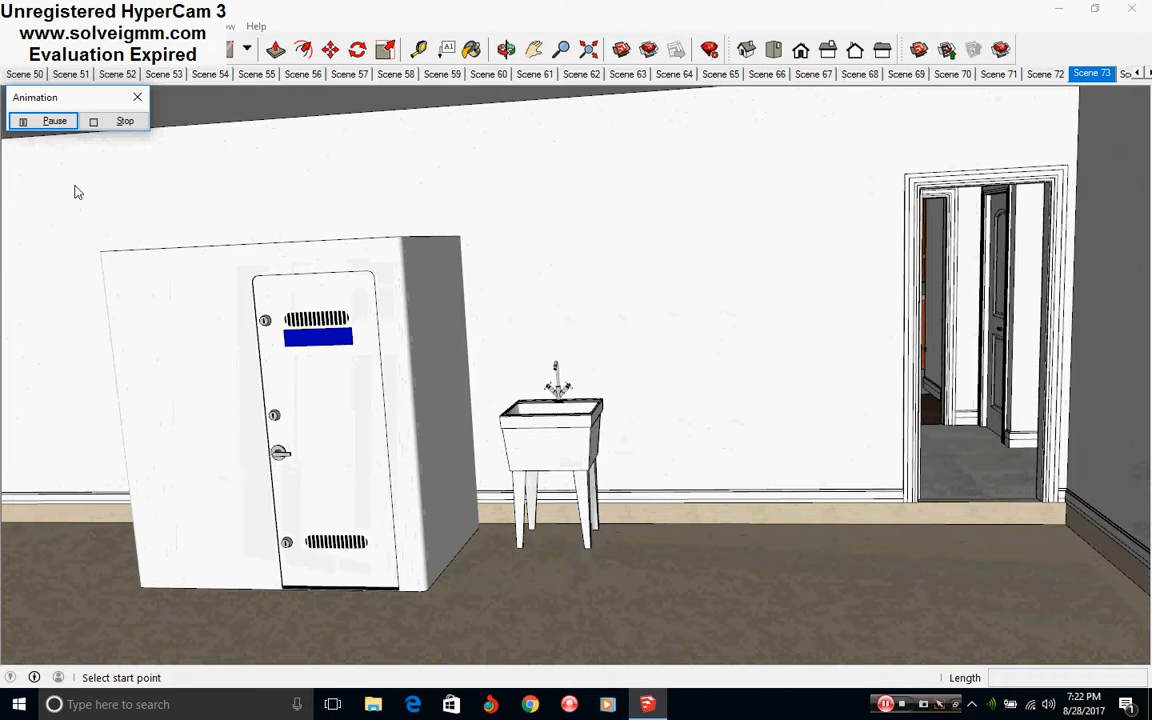 Unregistered HyperCam 3
www.solveigmm.com
Evaluation Expired
Help
Scene 50 Scene 51 Scene 52 Scene 53 Scene 54 Scene 55 Scene 56 Scene 57 Scene 58 Scene 59 Scene 60 Scene 61 Scene 62 Scene 63 Scene 64 Scene 65 Scene 66 Scene 67 Scene 68 Scene 69 Scene 70 Scene 71 Scene 72 Scene 73
Animation
Pause Stop
Select start point
Length
Type here to search
7:22 PM
8/28/2017